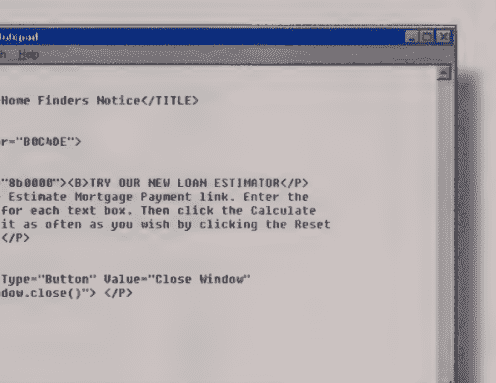 Notepad
h Help
Home Finders Notice</TITLE>
r="B0C4DE">
"8b0000"><B>TRY OUR NEW LOAN ESTIMATOR</P>
Estimate Mortgage Payment link. Enter the
for each text box. Then click the Calculate
it as often as you wish by clicking the Reset
</P>
Type="Button" Value="Close Window"
dow.close()"> </P>